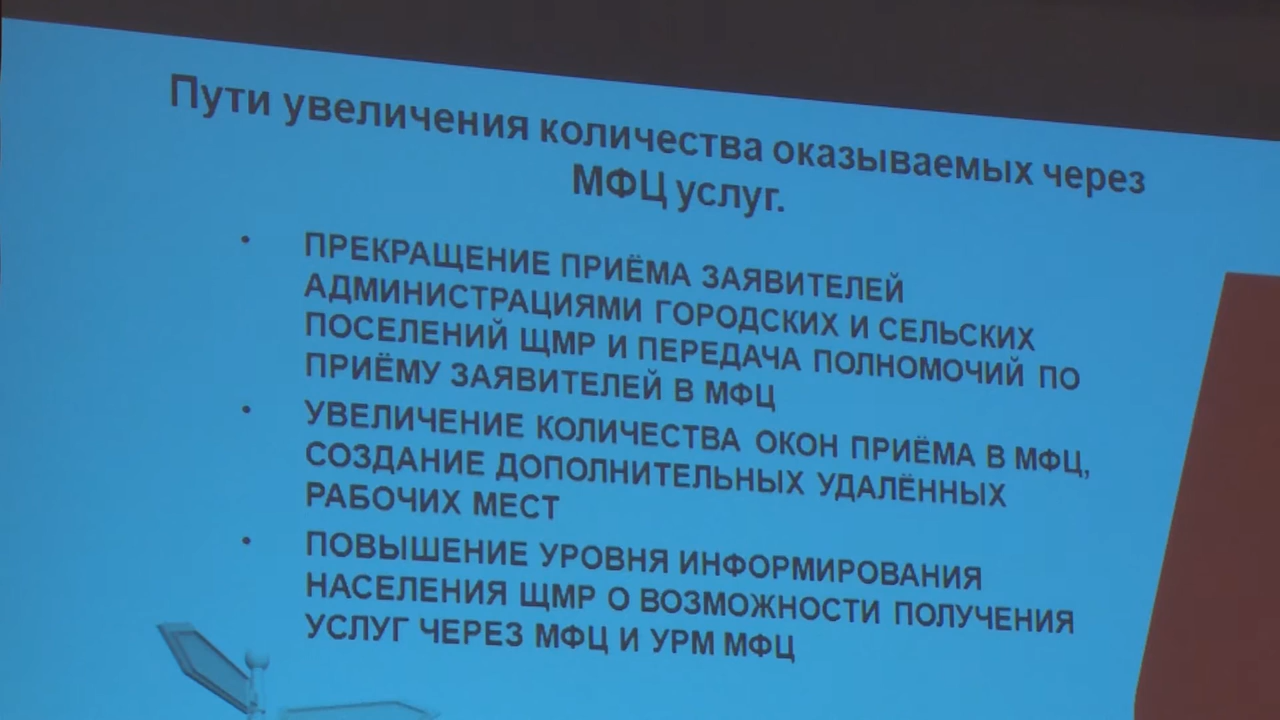 Пути увеличения количества оказываемых через
МФЦ услуг.
• ПРЕКРАЩЕНИЕ ПРИЁМА ЗАЯВИТЕЛЕЙ
АДМИНИСТРАЦИЯМИ ГОРОДСКИХ И СЕЛЬСКИХ
ПОСЕЛЕНИЙ ЩМР И ПЕРЕДАЧА ПОЛНОМОЧИЙ ПО
ПРИЁМУ ЗАЯВИТЕЛЕЙ В МФЦ
• УВЕЛИЧЕНИЕ КОЛИЧЕСТВА ОКОН ПРИЁМА В МФЦ,
СОЗДАНИЕ ДОПОЛНИТЕЛЬНЫХ УДАЛЁННЫХ
РАБОЧИХ МЕСТ
• ПОВЫШЕНИЕ УРОВНЯ ИНФОРМИРОВАНИЯ
НАСЕЛЕНИЯ ЩМР О ВОЗМОЖНОСТИ ПОЛУЧЕНИЯ
УСЛУГ ЧЕРЕЗ МФЦ И УРМ МФЦ